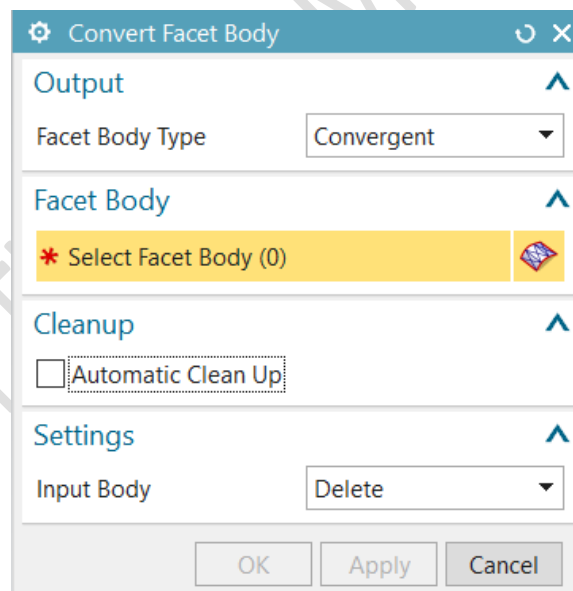 Convert Facet Body
Output
Facet Body Type Convergent
Facet Body
* Select Facet Body (0)
Cleanup
Automatic Clean Up
Settings
Input Body Delete
OK Apply Cancel